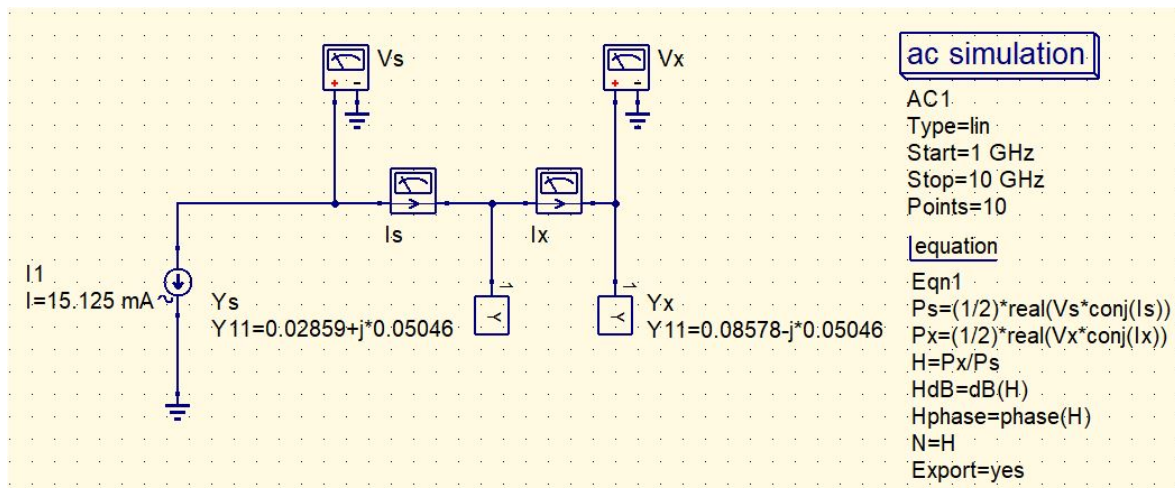 Vs
+ -
Vx
+ -
Is
Ix
I1
I=15.125 mA
Ys
Y11=0.02859+j*0.05046
1
Y
Yx
Y11=0.08578-j*0.05046
1
Y
ac simulation
AC1
Type=lin
Start=1 GHz
Stop=10 GHz
Points=10
equation
Eqn1
Ps=(1/2)*real(Vs*conj(Is))
Px=(1/2)*real(Vx*conj(Ix))
H=Px/Ps
HdB=dB(H)
Hphase=phase(H)
N=H
Export=yes